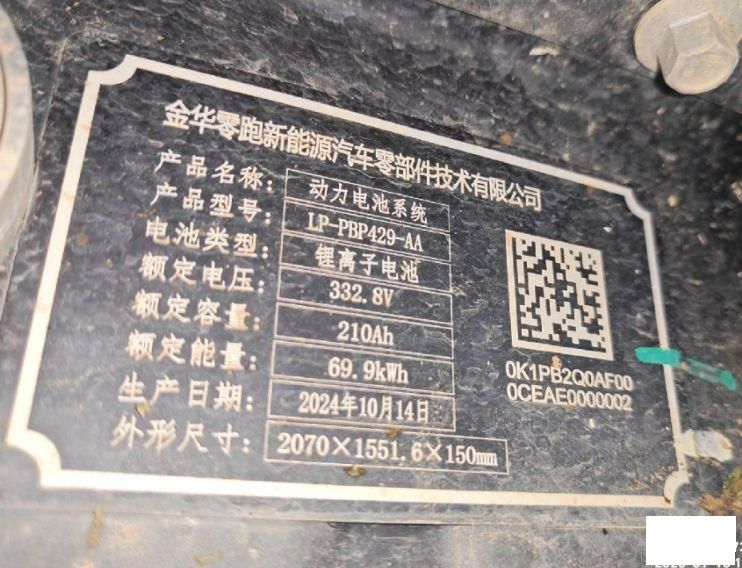 金华零跑新能源汽车零部件技术有限公司
产品名称: 动力电池系统
产品型号: LP-PBP429-AA
电池类型: 锂离子电池
额定电压: 332.8V
额定容量: 210Ah
额定能量: 69.9kWh
生产日期: 2024年10月14日
外形尺寸: 2070×1551.6×150mm
0K1PB2Q0AF00
0CEAE0000002